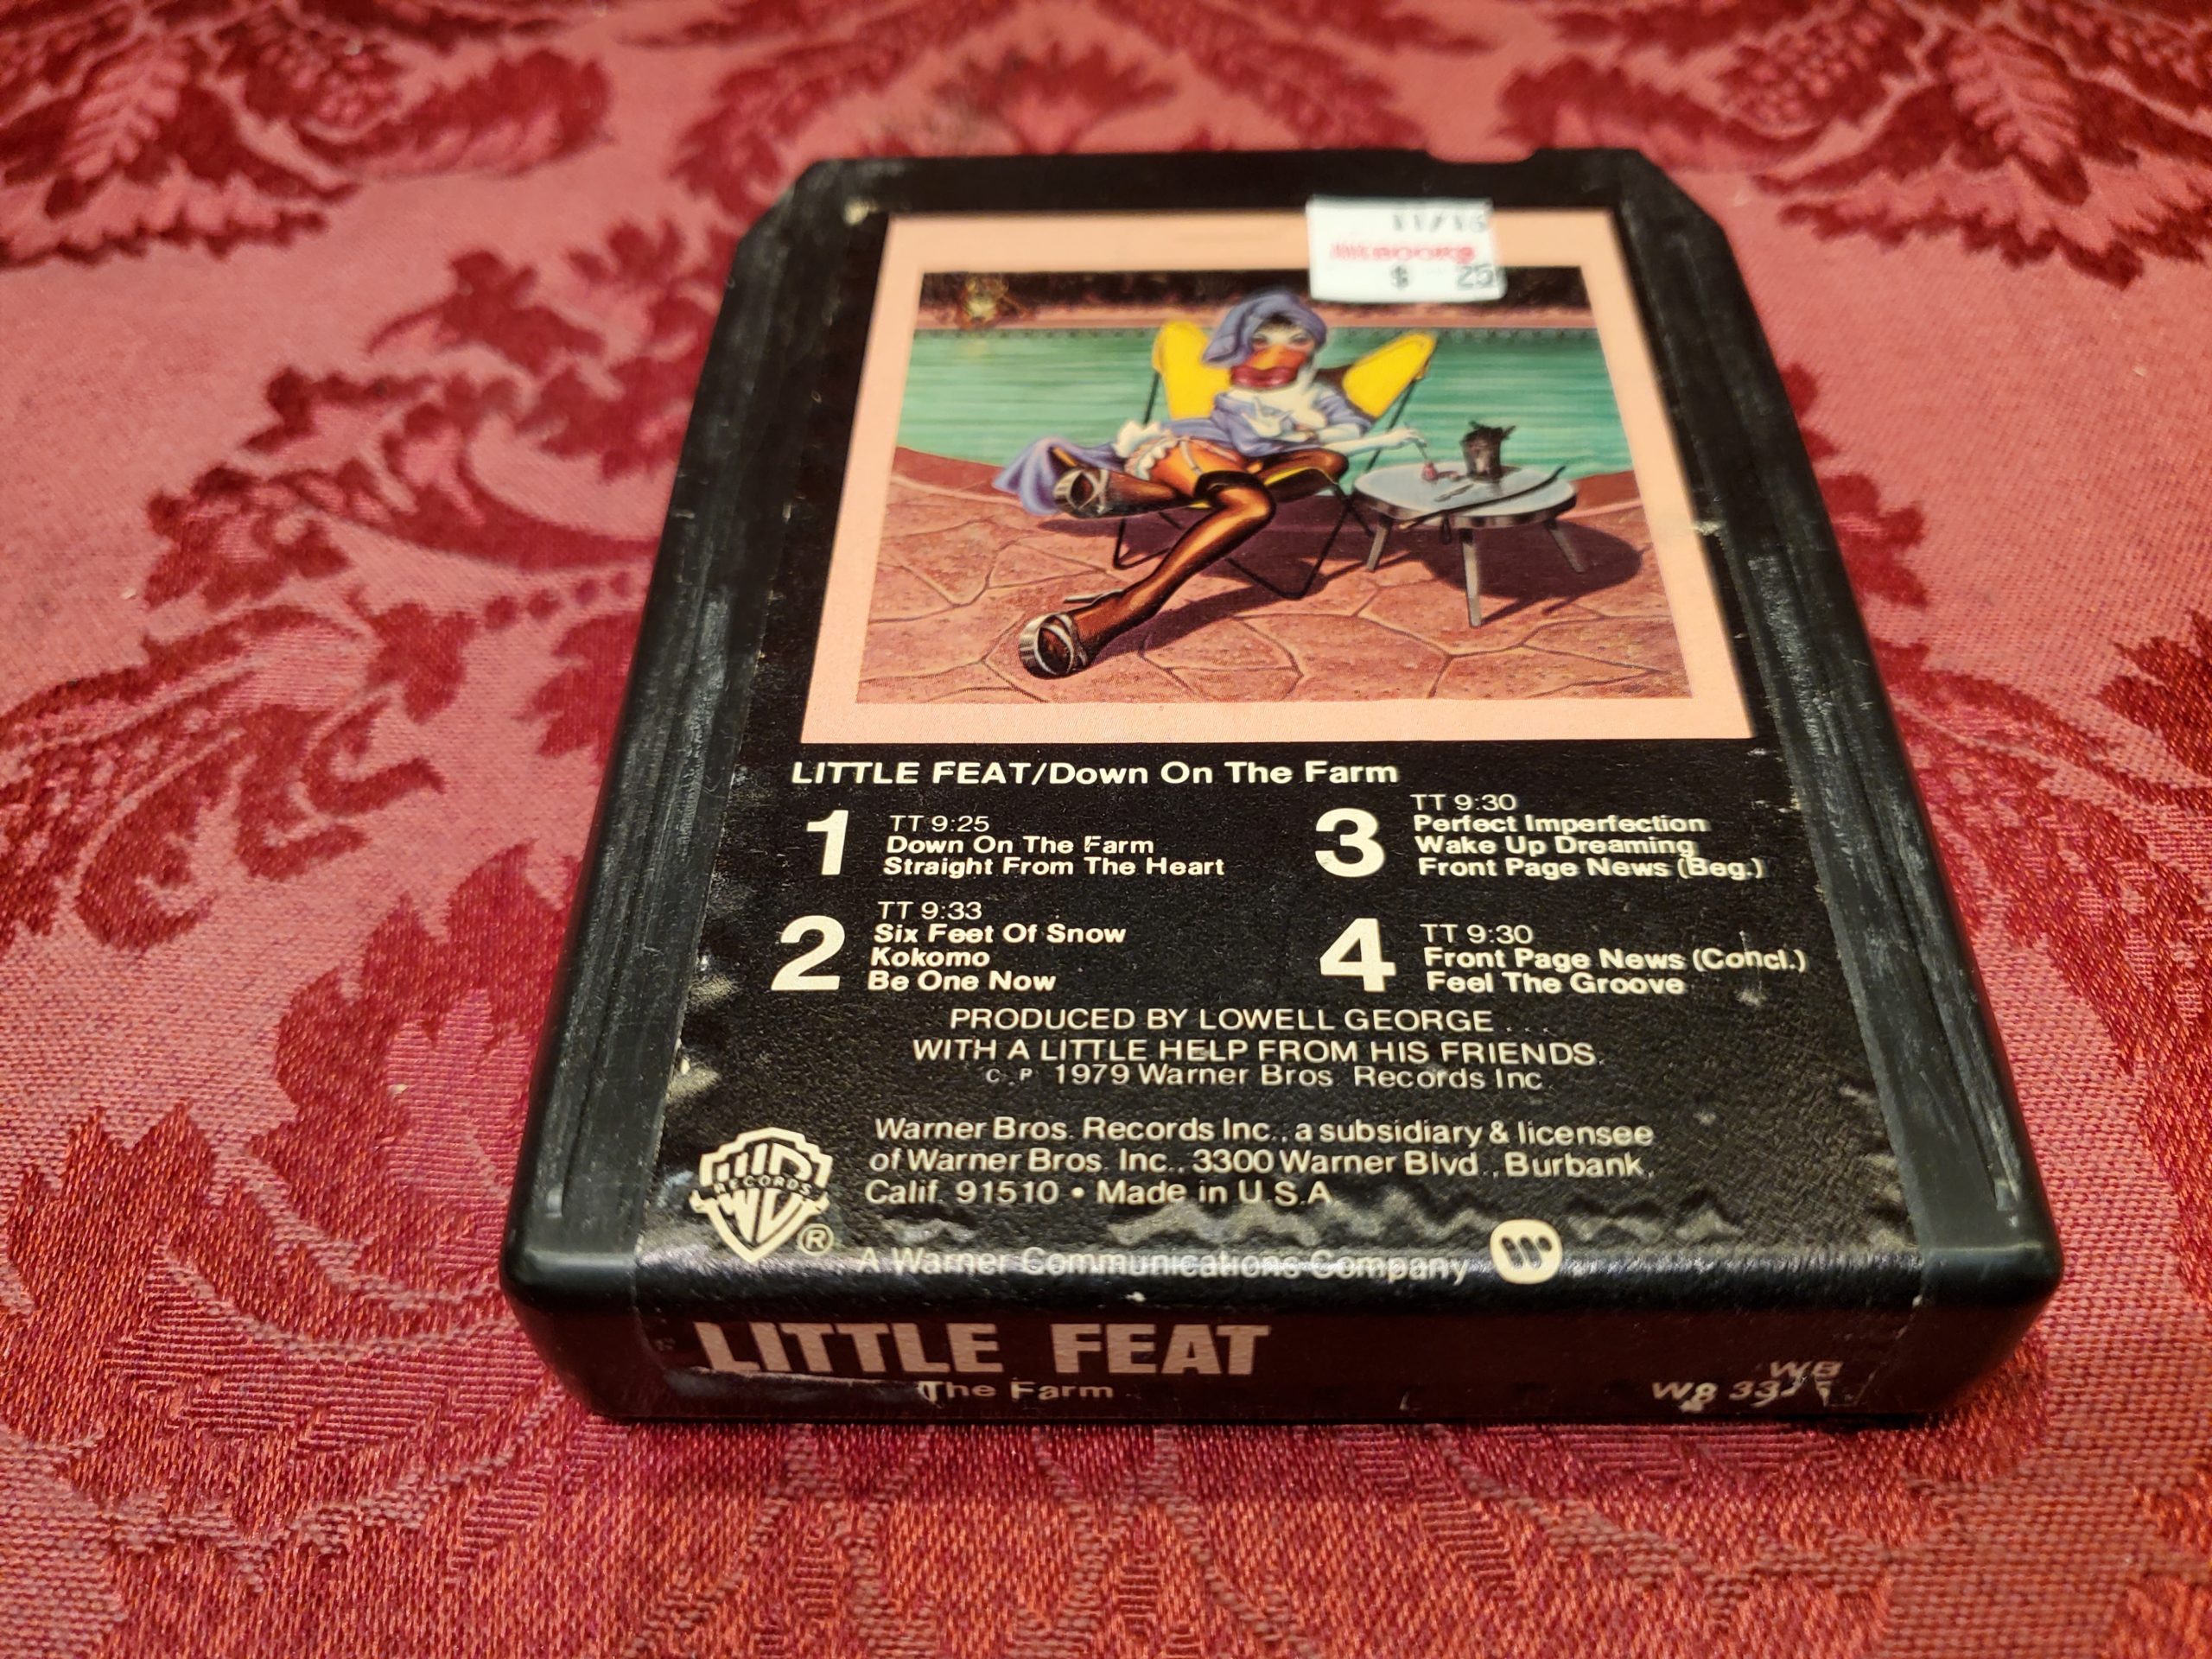 11/15
$ 25
LITTLE FEAT/Down On The Farm
1
TT 9:25
Down On The Farm
Straight From The Heart
2
TT 9:33
Six Feet Of Snow
Kokomo
Be One Now
3
TT 9:30
Perfect Imperfection
Wake Up Dreaming
Front Page News (Beg.)
4
TT 9:30
Front Page News (Concl.)
Feel The Groove
PRODUCED BY LOWELL GEORGE . . .
WITH A LITTLE HELP FROM HIS FRIENDS.
C P 1979 Warner Bros. Records Inc
Warner Bros. Records Inc., a subsidiary & licensee
of Warner Bros. Inc., 3300 Warner Blvd., Burbank,
Calif. 91510 • Made in U.S.A.
RECORDS
®
A Warner Communications Company
LITTLE FEAT
The Farm
WB